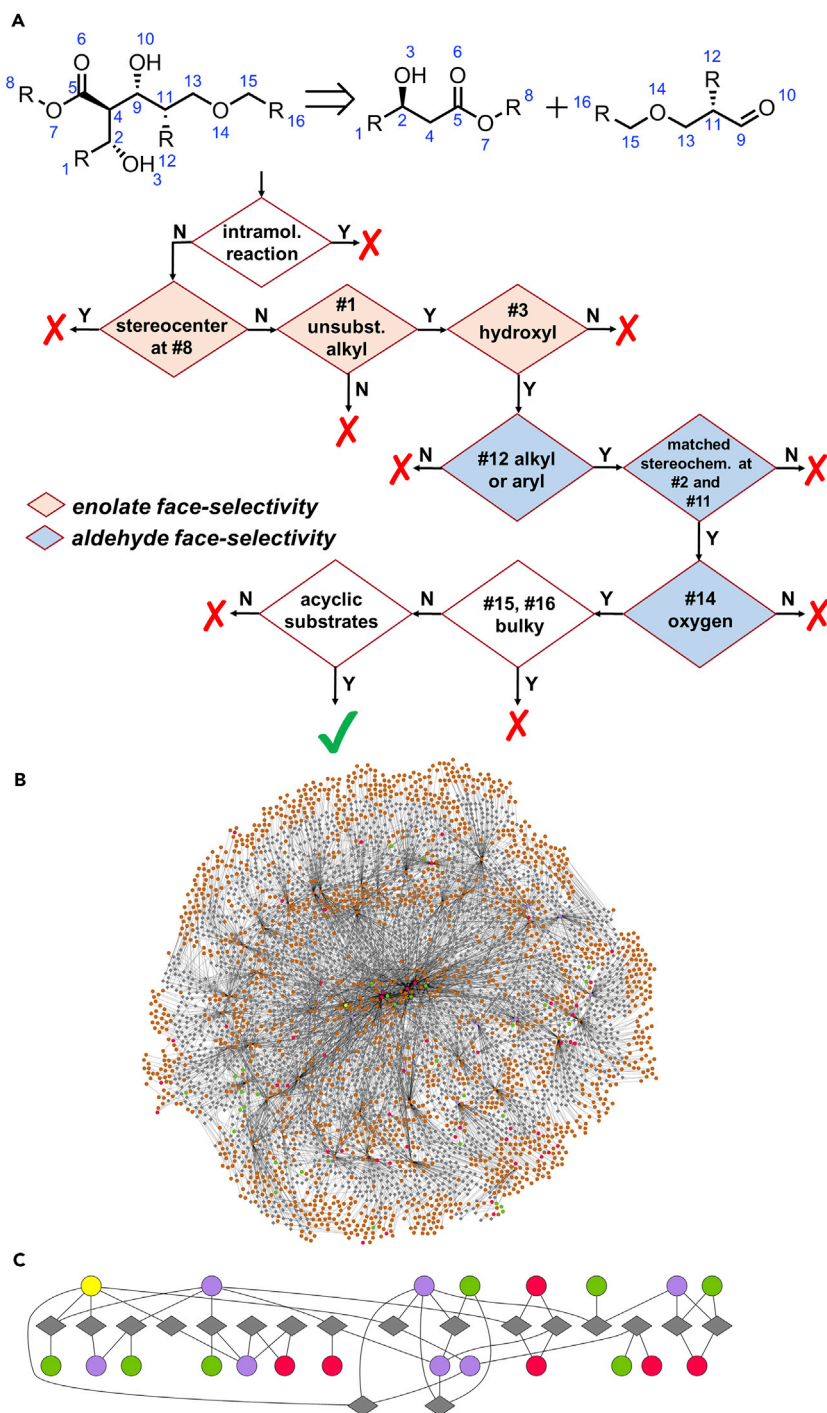 A
6
O
8
R
5
O
7
4
10
OH
9
11
13
O
14
15
R
16
2
R
12
R
1
OH
3
3
OH
6
O
R
1
2
4
5
O
7
R
8
+
16
R
15
14
O
13
12
R
11
9
O
10
N
intramol.
reaction
Y
Y
stereocenter
at #8
N
#1
unsubst.
alkyl
Y
#3
hydroxyl
N
N
Y
N
#12 alkyl
or aryl
Y
matched
stereochem. at
#2 and
#11
N
enolate face-selectivity
aldehyde face-selectivity
Y
N
acyclic
substrates
N
#15, #16
bulky
Y
#14
oxygen
N
Y
Y
B
C